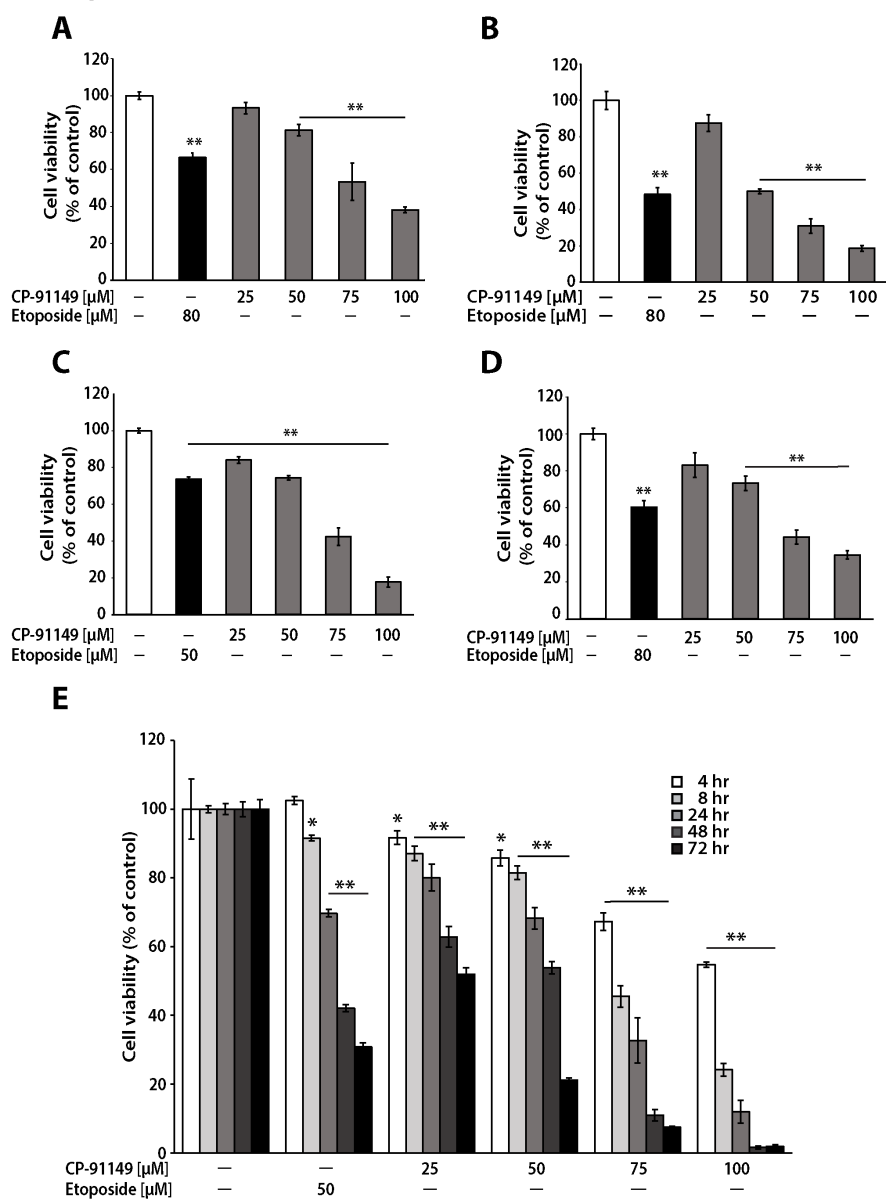 A
120
100
80
60
40
20
0
Cell viability
(% of control)
**
**
CP-91149 [µM] – – 25 50 75 100
Etoposide [µM] – 80 – – – –
B
120
100
80
60
40
20
0
Cell viability
(% of control)
**
**
CP-91149 [µM] – – 25 50 75 100
Etoposide [µM] – 80 – – – –
C
120
100
80
60
40
20
0
Cell viability
(% of control)
**
CP-91149 [µM] – – 25 50 75 100
Etoposide [µM] – 50 – – – –
D
120
100
80
60
40
20
0
Cell viability
(% of control)
**
**
CP-91149 [µM] – – 25 50 75 100
Etoposide [µM] – 80 – – – –
E
120
100
80
60
40
20
0
Cell viability (% of control)
4 hr
8 hr
24 hr
48 hr
72 hr
*
**
*
**
*
**
**
**
CP-91149 [µM] – – 25 50 75 100
Etoposide [µM] – 50 – – – –